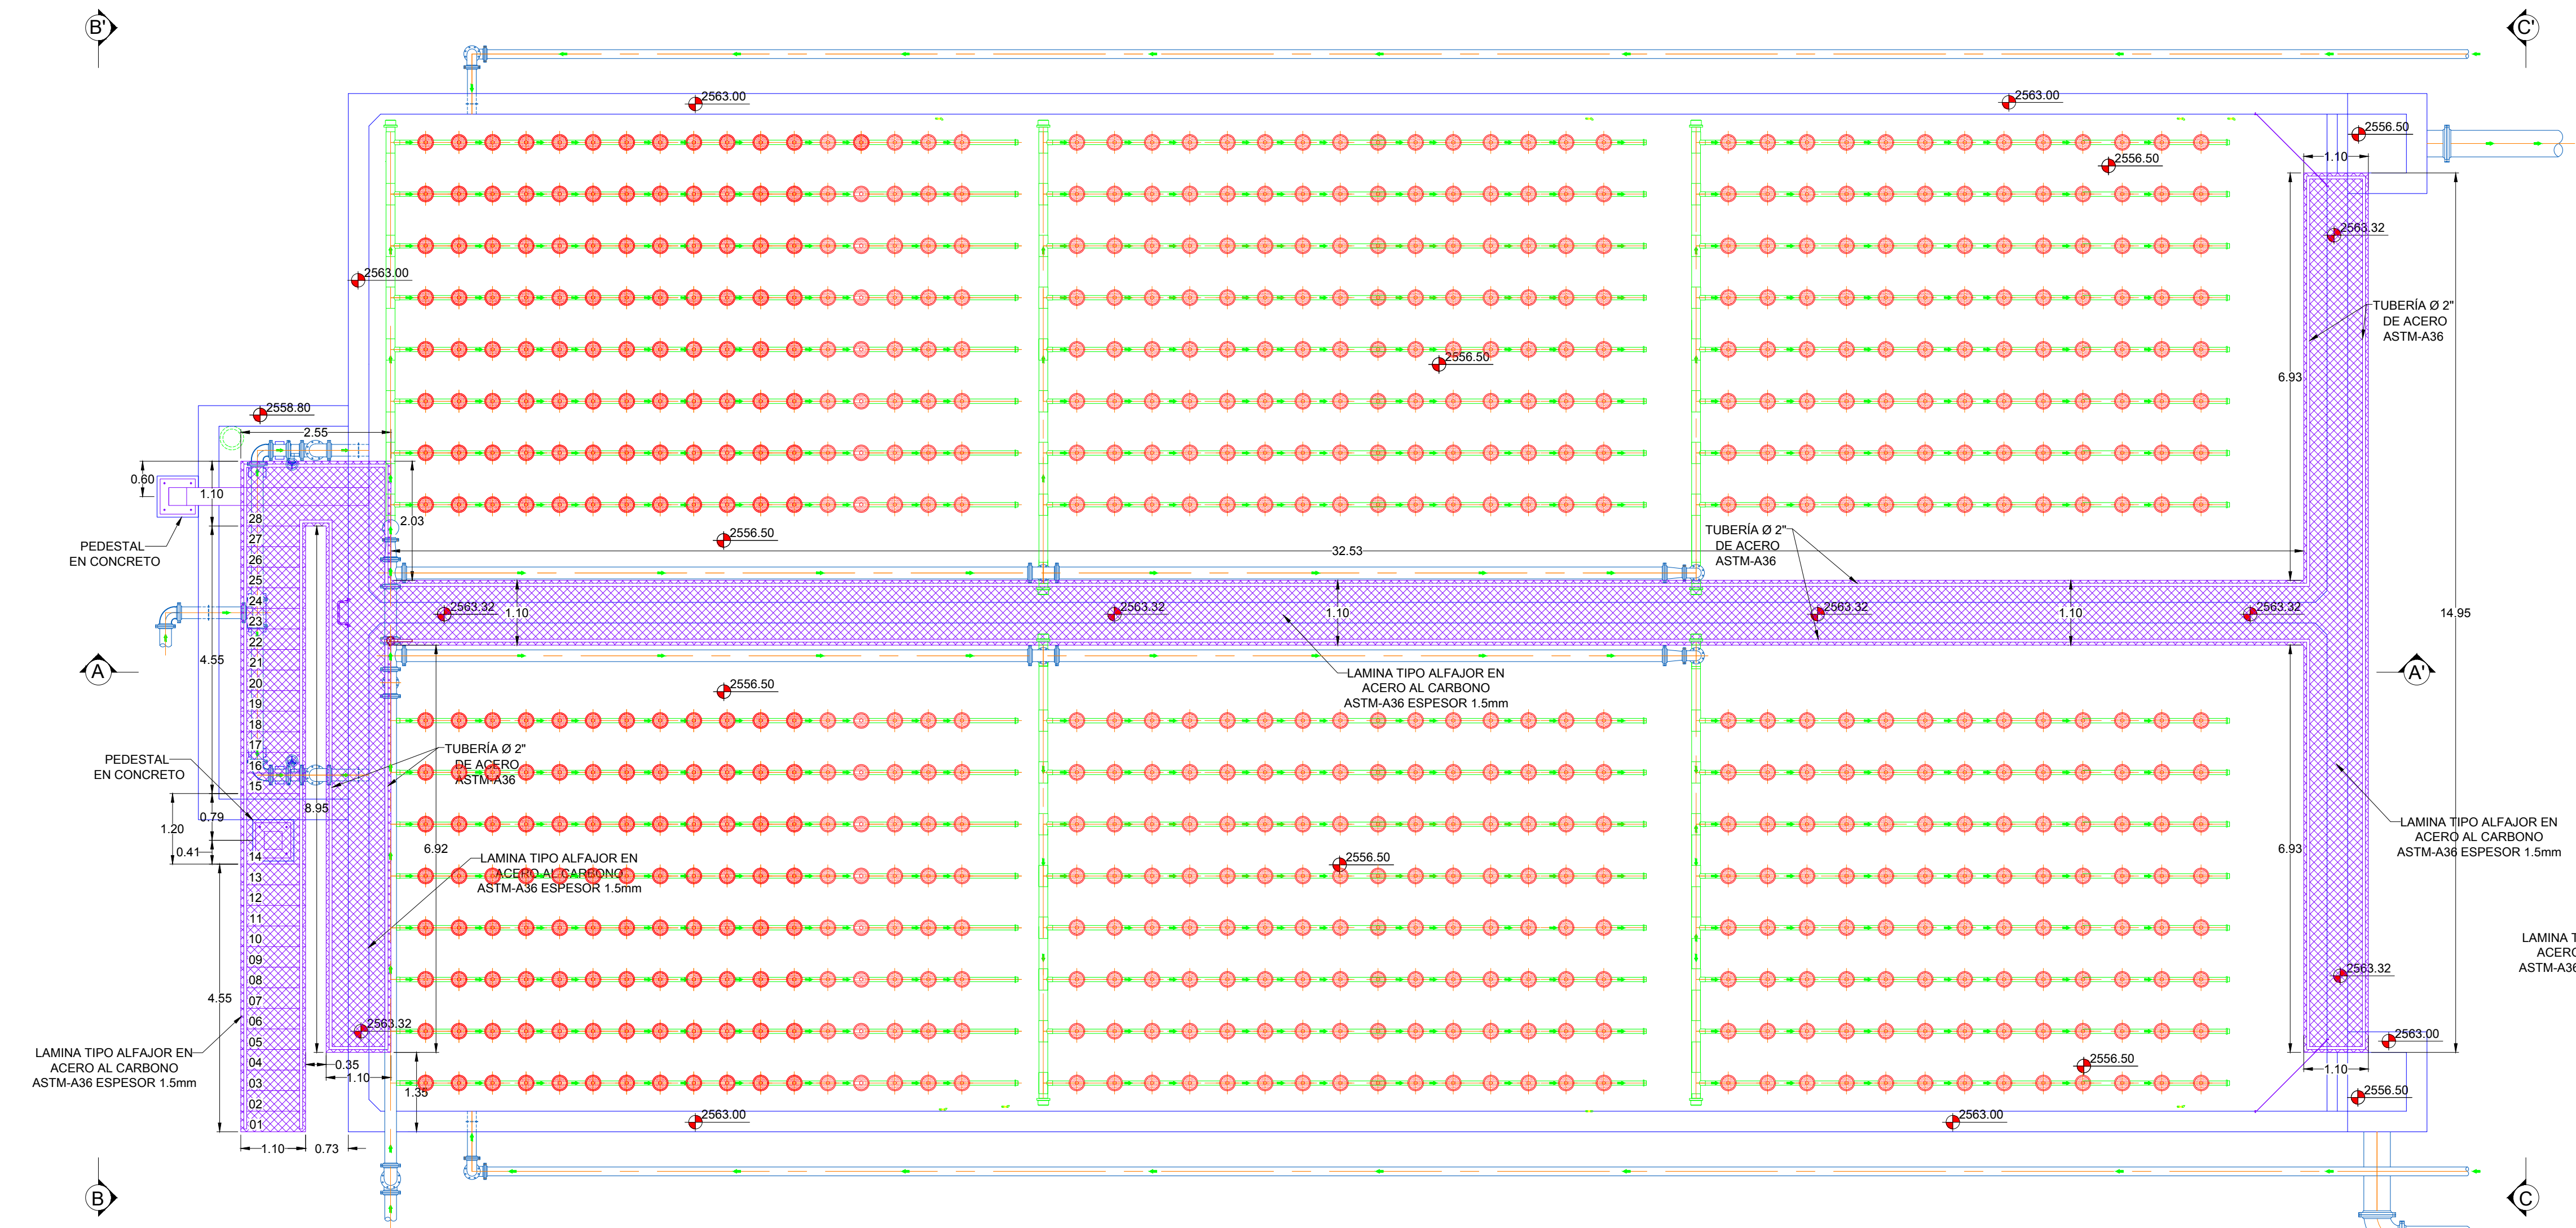 B'
C'
2563.00
2563.00
2556.50
2556.50
1.10
2563.32
2563.00
TUBERÍA Ø 2"
DE ACERO
ASTM-A36
2556.50
6.93
2558.80
2.55
0.60
1.10
2.03
28
27
26
25
24
23
22
21
20
19
18
17
16
15
14
13
12
11
10
09
08
07
06
05
04
03
02
01
PEDESTAL
EN CONCRETO
2556.50
32.53
TUBERÍA Ø 2"
DE ACERO
ASTM-A36
2563.32
1.10
2563.32
1.10
2563.32
1.10
2563.32
14.95
4.55
A
A'
LAMINA TIPO ALFAJOR EN
ACERO AL CARBONO
ASTM-A36 ESPESOR 1.5mm
2556.50
TUBERÍA Ø 2"
DE ACERO
ASTM-A36
PEDESTAL
EN CONCRETO
8.95
0.79
1.20
0.41
6.92
LAMINA TIPO ALFAJOR EN
ACERO AL CARBONO
ASTM-A36 ESPESOR 1.5mm
2556.50
6.93
LAMINA TIPO ALFAJOR EN
ACERO AL CARBONO
ASTM-A36 ESPESOR 1.5mm
LAMINA
ACERO
ASTM-A36
2563.32
4.55
2563.32
2563.00
LAMINA TIPO ALFAJOR EN
ACERO AL CARBONO
ASTM-A36 ESPESOR 1.5mm
0.35
1.10
1.35
2556.50
1.10
2556.50
2563.00
2563.00
1.10
0.73
B
C